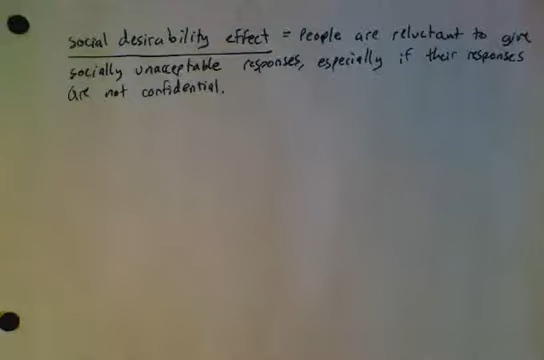 social desirability effect = People are reluctant to give
socially unacceptable responses, especially if their responses
are not confidential.